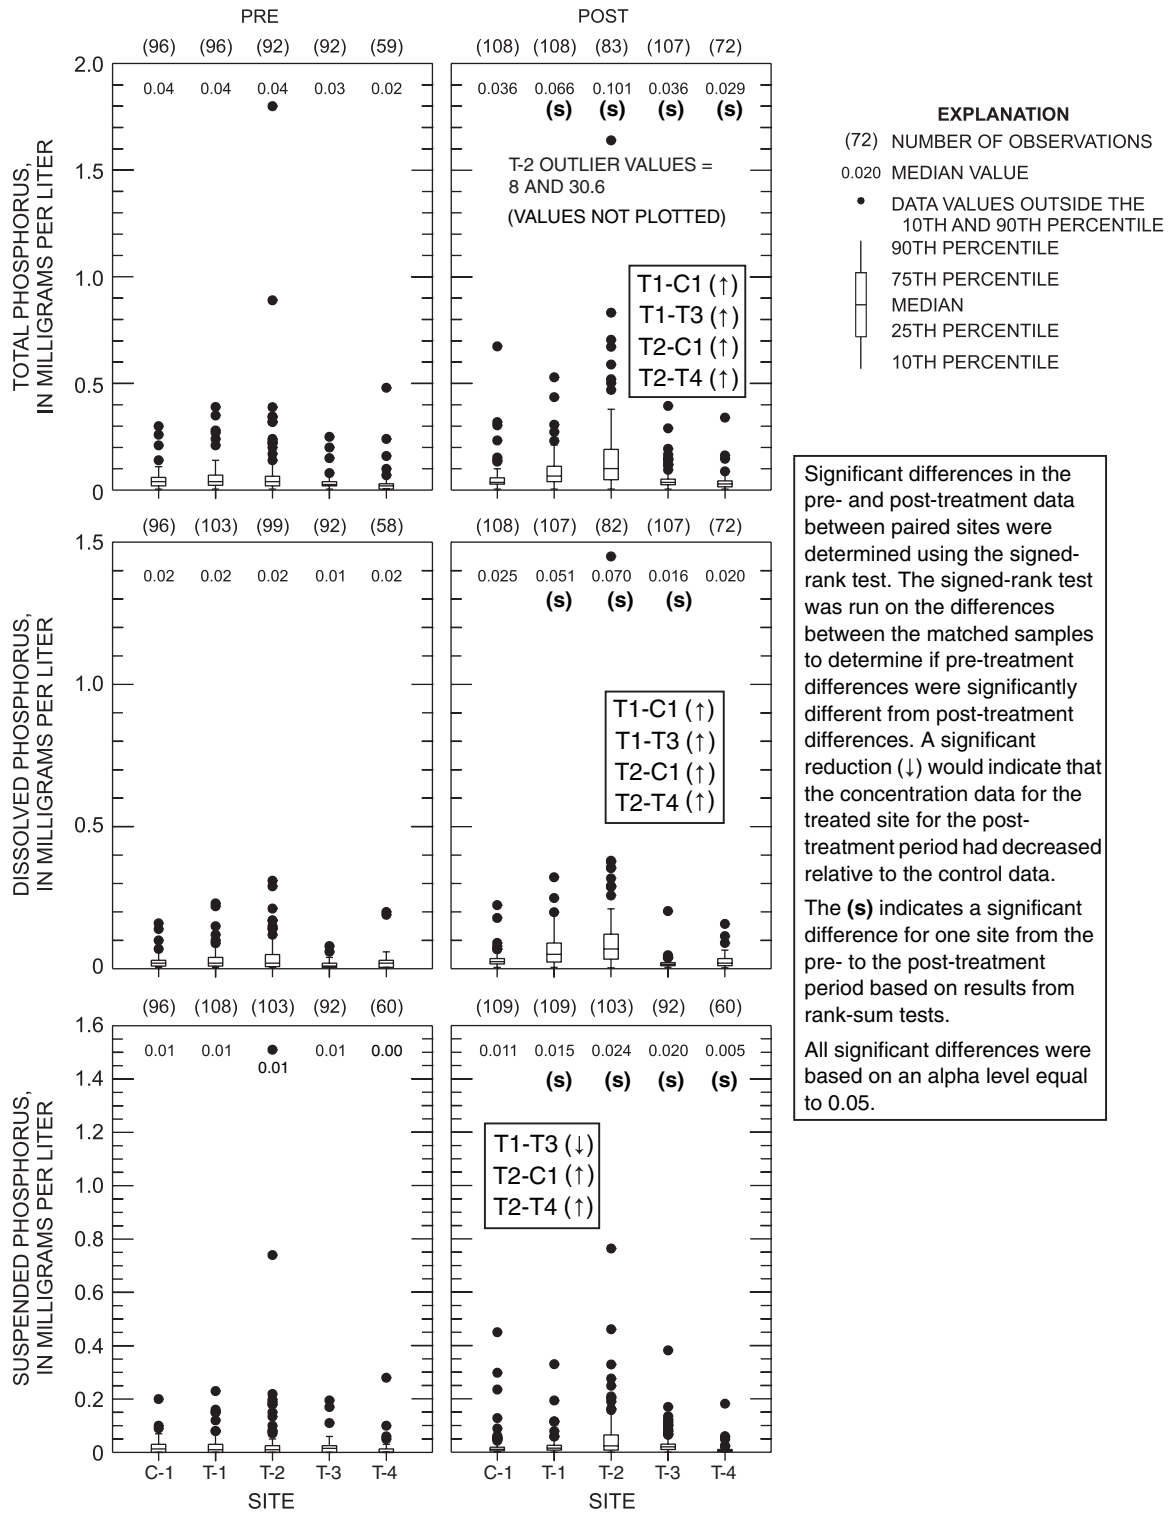 PRE
POST
(96) (96) (92) (92) (59)
(108) (108) (83) (107) (72)
TOTAL PHOSPHORUS,
IN MILLIGRAMS PER LITER
2.0
1.5
1.0
0.5
0
0.04 0.04 0.04 0.03 0.02
0.036 0.066 0.101 0.036 0.029
(s) (s) (s) (s)
T-2 OUTLIER VALUES =
8 AND 30.6
(VALUES NOT PLOTTED)
T1-C1 (↑)
T1-T3 (↑)
T2-C1 (↑)
T2-T4 (↑)
EXPLANATION
(72) NUMBER OF OBSERVATIONS
0.020 MEDIAN VALUE
DATA VALUES OUTSIDE THE
10TH AND 90TH PERCENTILE
90TH PERCENTILE
75TH PERCENTILE
MEDIAN
25TH PERCENTILE
10TH PERCENTILE
(96) (103) (99) (92) (58)
(108) (107) (82) (107) (72)
DISSOLVED PHOSPHORUS,
IN MILLIGRAMS PER LITER
1.5
1.0
0.5
0
0.02 0.02 0.02 0.01 0.02
0.025 0.051 0.070 0.016 0.020
(s) (s) (s)
T1-C1 (↑)
T1-T3 (↑)
T2-C1 (↑)
T2-T4 (↑)
(96) (108) (103) (92) (60)
(109) (109) (103) (92) (60)
SUSPENDED PHOSPHORUS,
IN MILLIGRAMS PER LITER
1.6
1.4
1.2
1.0
0.8
0.6
0.4
0.2
0
0.01 0.01 0.01 0.01 0.00
0.011 0.015 0.024 0.020 0.005
(s) (s) (s) (s)
T1-T3 (↓)
T2-C1 (↑)
T2-T4 (↑)
C-1 T-1 T-2 T-3 T-4
SITE
C-1 T-1 T-2 T-3 T-4
SITE
Significant differences in the
pre- and post-treatment data
between paired sites were
determined using the signed-
rank test. The signed-rank test
was run on the differences
between the matched samples
to determine if pre-treatment
differences were significantly
different from post-treatment
differences. A significant
reduction (↓) would indicate that
the concentration data for the
treated site for the post-
treatment period had decreased
relative to the control data.
The (s) indicates a significant
difference for one site from the
pre- to the post-treatment
period based on results from
rank-sum tests.
All significant differences were
based on an alpha level equal
to 0.05.